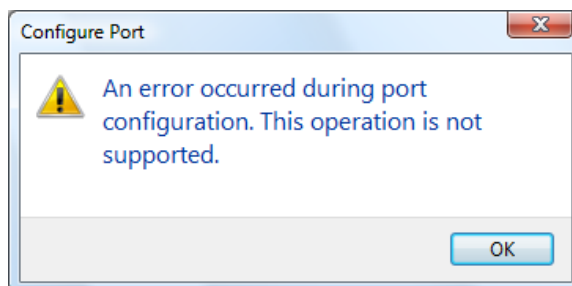 Configure Port
An error occurred during port
configuration. This operation is not
supported.
OK